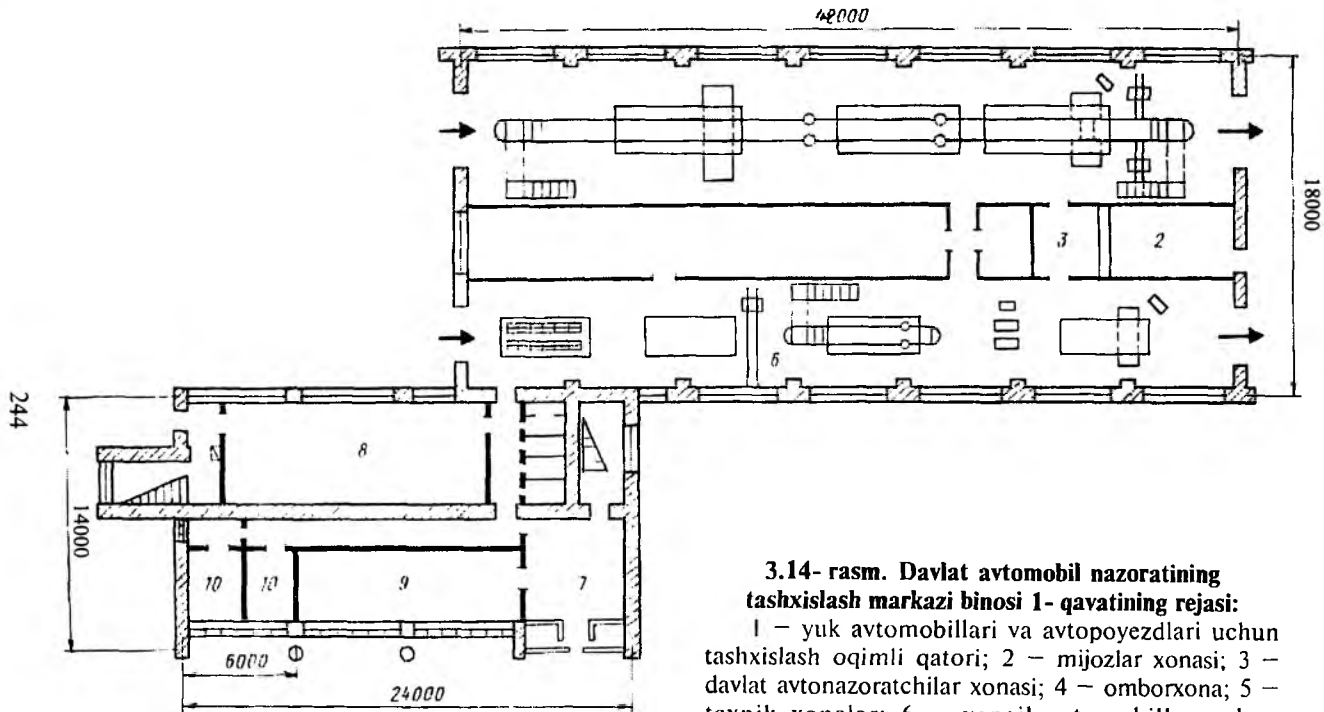 48000
18000
3
2
6
244
14000
8
10
10
9
7
6000
24000
3.14- rasm. Davlat avtomobil nazoratining
tashxislash markazi binosi 1- qavatining rejasi:
1 – yuk avtomobillari va avtopoyezdlari uchun
tashxislash oqimli qatori; 2 – mijozlar xonasi; 3 –
davlat avtonazoratchilar xonasi; 4 – omborxona; 5 –